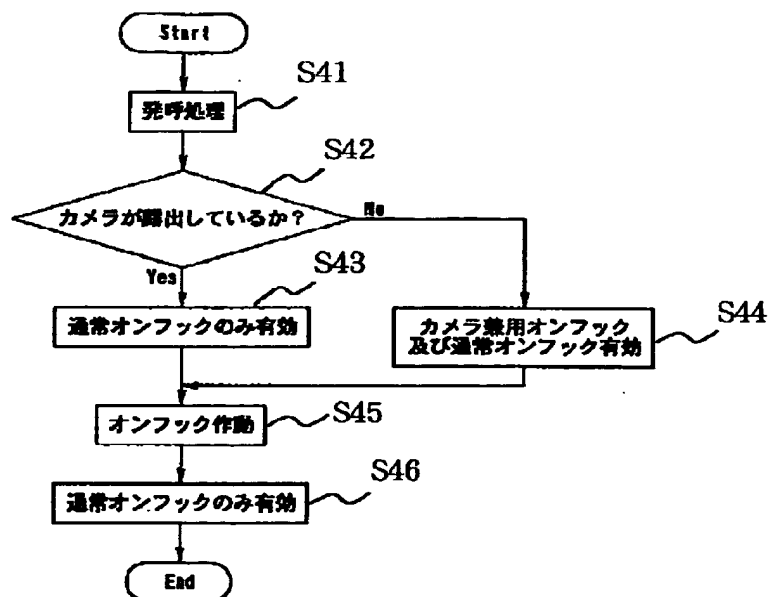 Start
S41
発呼処理
S42
カメラが露出しているか?
No
Yes
S43
通常オンフックのみ有効
カメラ兼用オンフック
及び通常オンフック有効
S44
オンフック作動
S45
通常オンフックのみ有効
S46
End